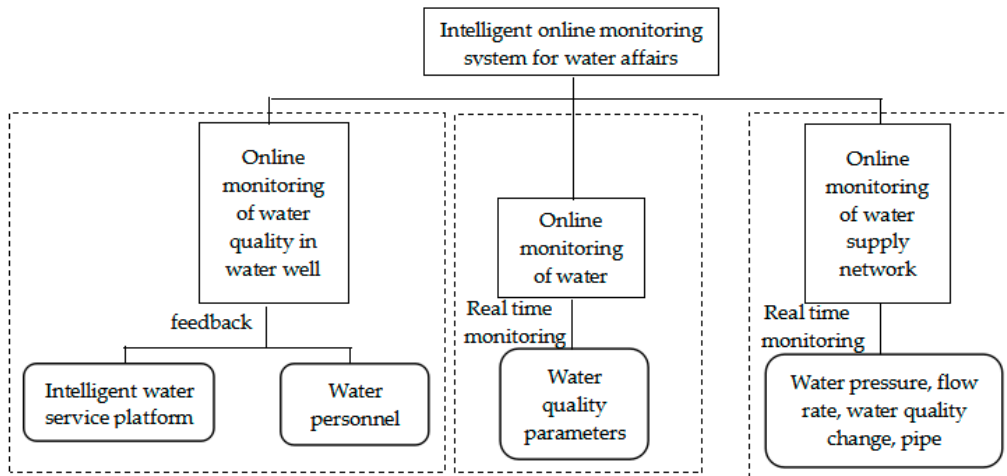 Intelligent online monitoring
system for water affairs
Online
monitoring
of water
quality in
water well
feedback
Intelligent water
service platform
Water
personnel
Online
monitoring
of water
Real time
monitoring
Water
quality
parameters
Online
monitoring
of water
supply
network
Real time
monitoring
Water pressure, flow
rate, water quality
change, pipe